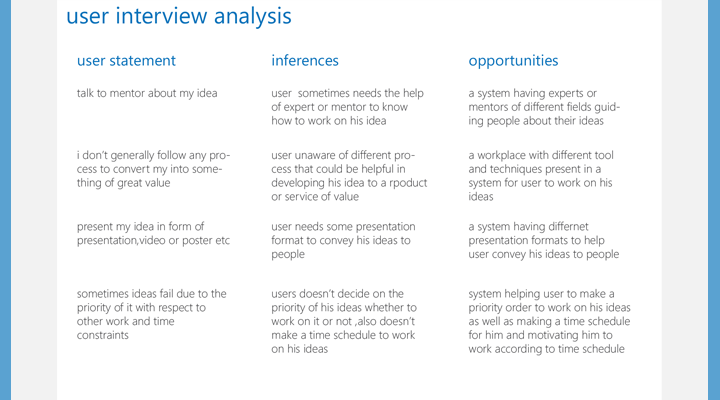 user interview analysis
user statement
inferences
opportunities
talk to mentor about my idea
user  sometimes needs the help
of expert or mentor to know
how to work on his idea
a system having experts or
mentors of different fields guid-
ing people about their ideas
i don't generally follow any pro-
cess to convert my into some-
thing of great value
user unaware of different pro-
cess that could be helpful in
developing his idea to a rpoduct
or service of value
a workplace with different tool
and techniques present in a
system for user to work on his
ideas
present my idea in form of
presentation,video or poster etc
user needs some presentation
format to convey his ideas to
people
a system having differnet
presentation formats to help
user convey his ideas to people
sometimes ideas fail due to the
priority of it with respect to
other work and time
constraints
users doesn't decide on the
priority of his ideas whether to
work on it or not ,also doesn't
make a time schedule to work
on his ideas
system helping user to make a
priority order to work on his ideas
as well as making a time schedule
for him and motivating him to
work according to time schedule